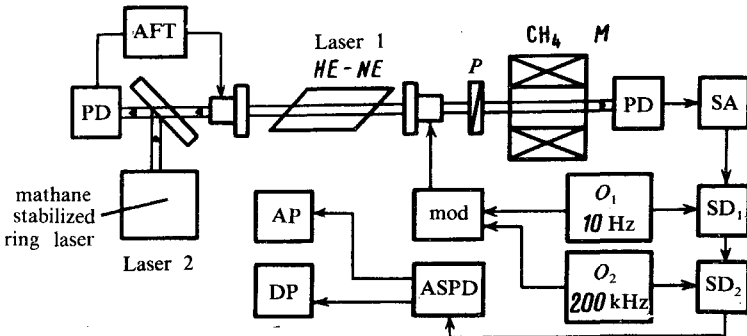 AFT
Laser 1
HE-NE
CH₄
M
P
PD
PD
SA
mathane
stabilized
ring laser
Laser 2
AP
mod
O₁
10 Hz
SD₁
DP
ASPD
O₂
200 kHz
SD₂